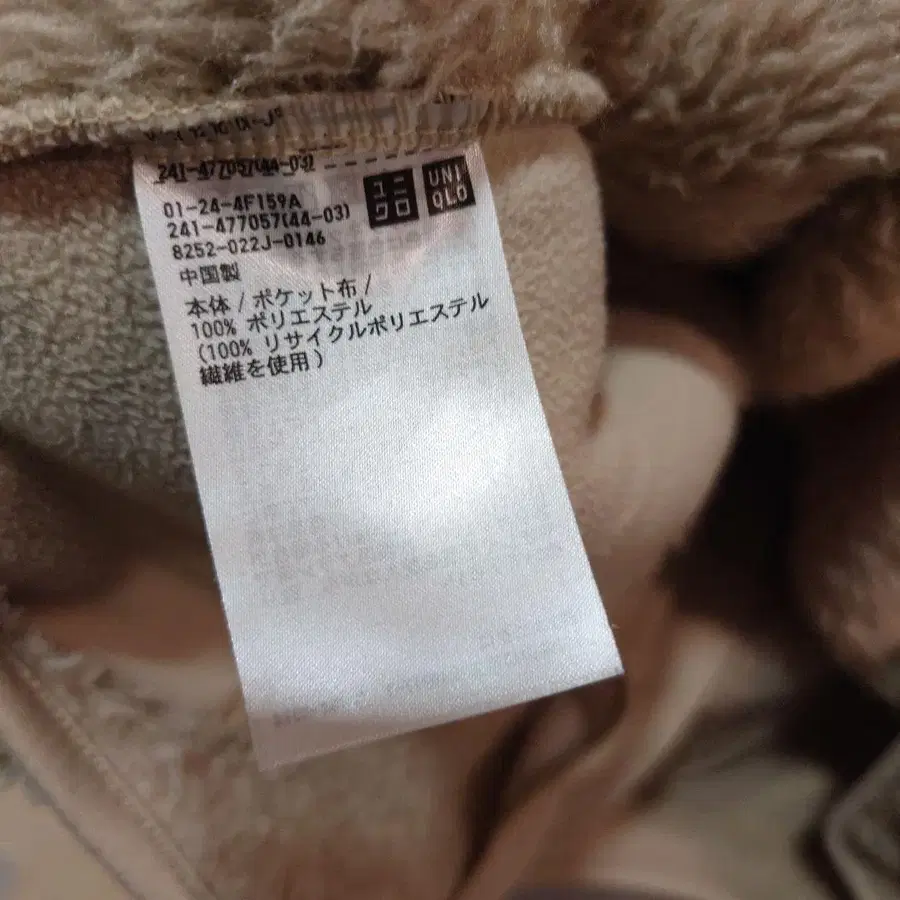 241-477057(44-03)
ユニ
クロ
UNI
QLO
01-24-4F159A
241-477057(44-03)
8252-022J-0146
中国製
本体 / ポケット布 /
100% ポリエステル
(100% リサイクルポリエステル
繊維を使用 )